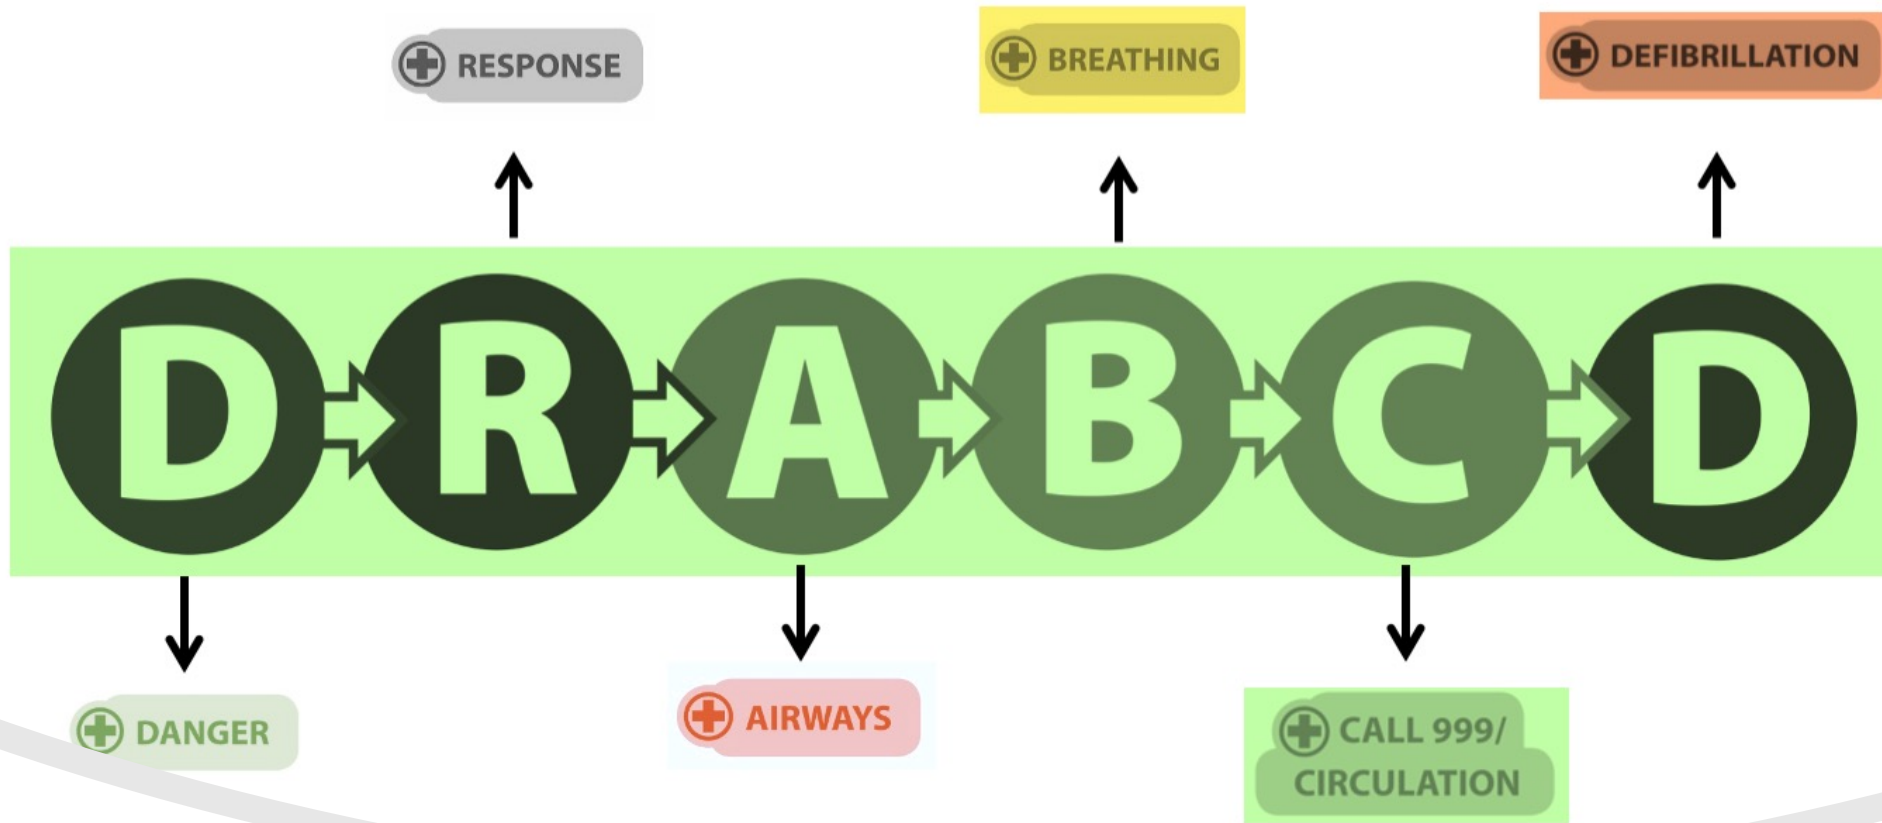 RESPONSE
BREATHING
DEFIBRILLATION
D R A B C D
DANGER
AIRWAYS
CALL 999/
CIRCULATION